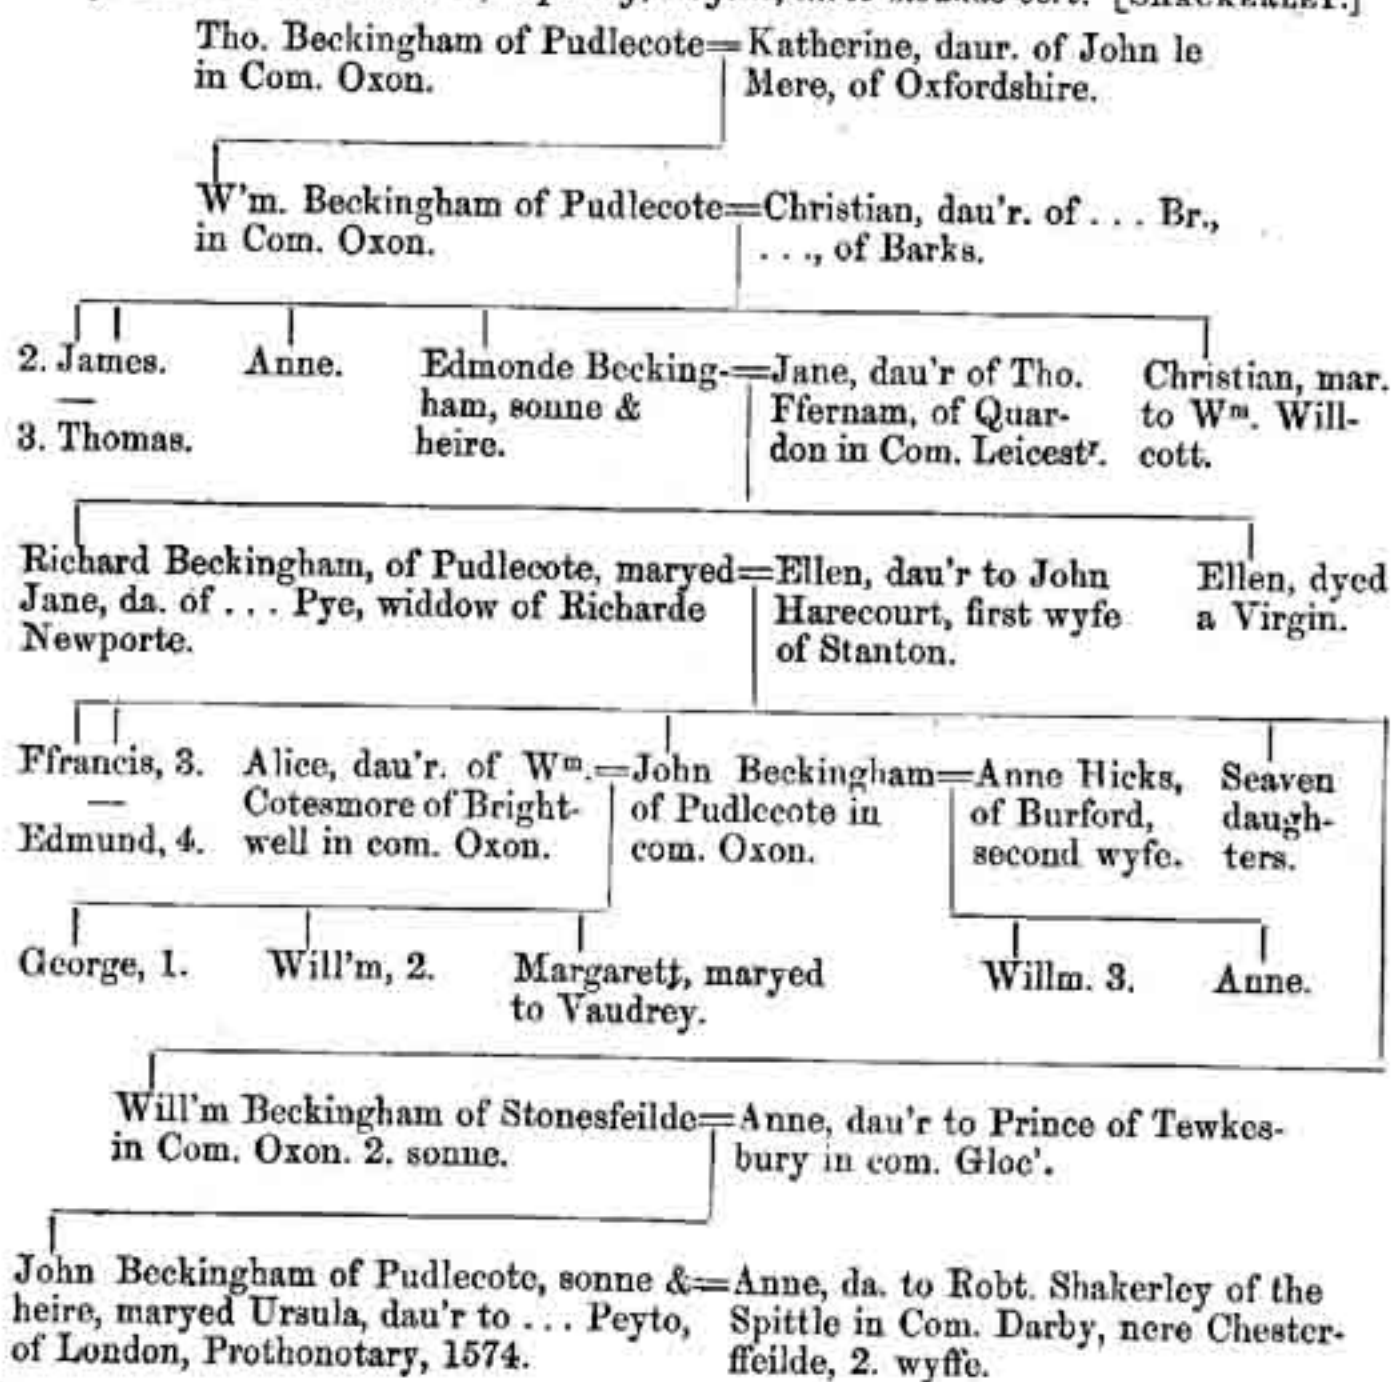 [SHACKERLEY.]
Tho. Beckingham of Pudlecote=Katherine, daur. of John le
in Com. Oxon. Mere, of Oxfordshire.
W'm. Beckingham of Pudlecote=Christian, dau'r. of . . . Br.,
in Com. Oxon. . . ., of Barks.
2. James. Anne. Edmonde Becking-=Jane, dau'r of Tho. Christian, mar.
— ham, sonne & Ffernam, of Quar- to Wm. Will-
3. Thomas. heire. don in Com. Leicestr. cott.
Richard Beckingham, of Pudlecote, maryed=Ellen, dau'r to John Ellen, dyed
Jane, da. of . . . Pye, widdow of Richarde Harecourt, first wyfe a Virgin.
Newporte. of Stanton.
Ffrancis, 3. Alice, dau'r. of Wm.=John Beckingham=Anne Hicks, Seaven
— Cotesmore of Bright- of Pudlecote in of Burford, daugh-
Edmund, 4. well in com. Oxon. com. Oxon. second wyfe. ters.
George, 1. Will'm, 2. Margarett, maryed Willm. 3. Anne.
to Vaudrey.
Will'm Beckingham of Stonesfeilde=Anne, dau'r to Prince of Tewkes-
in Com. Oxon. 2. sonne. bury in com. Gloc'.
John Beckingham of Pudlecote, sonne &=Anne, da. to Robt. Shakerley of the
heire, maryed Ursula, dau'r to . . . Peyto, Spittle in Com. Darby, nere Chester-
of London, Prothonotary, 1574. ffeilde, 2. wyffe.